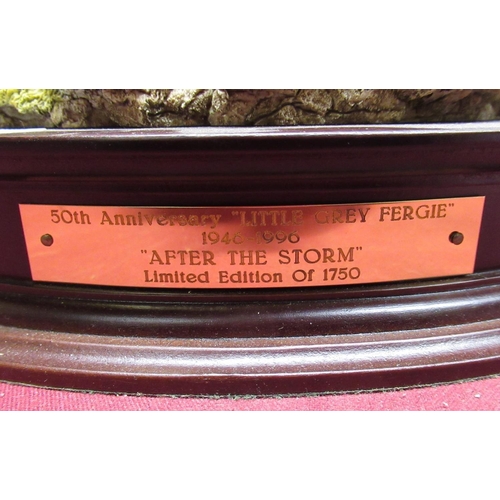 50th Anniversary "LITTLE GREY FERGIE"
1946-1996
"AFTER THE STORM"
Limited Edition Of 1750